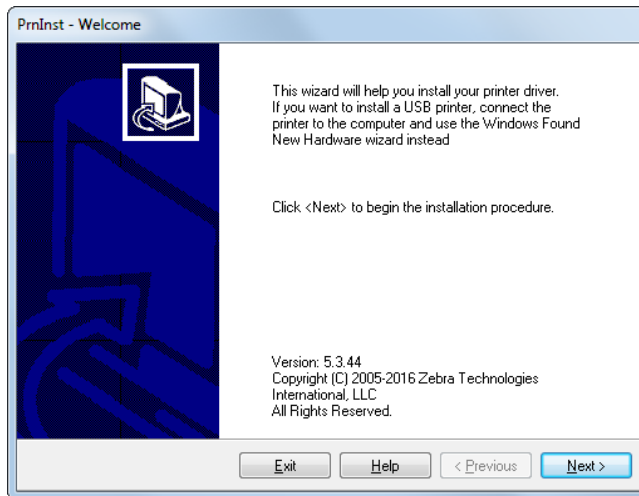 PrnInst - Welcome
This wizard will help you install your printer driver.
If you want to install a USB printer, connect the
printer to the computer and use the Windows Found
New Hardware wizard instead
Click <Next> to begin the installation procedure.
Version: 5.3.44
Copyright (C) 2005-2016 Zebra Technologies
International, LLC
All Rights Reserved.
Exit Help < Previous Next >